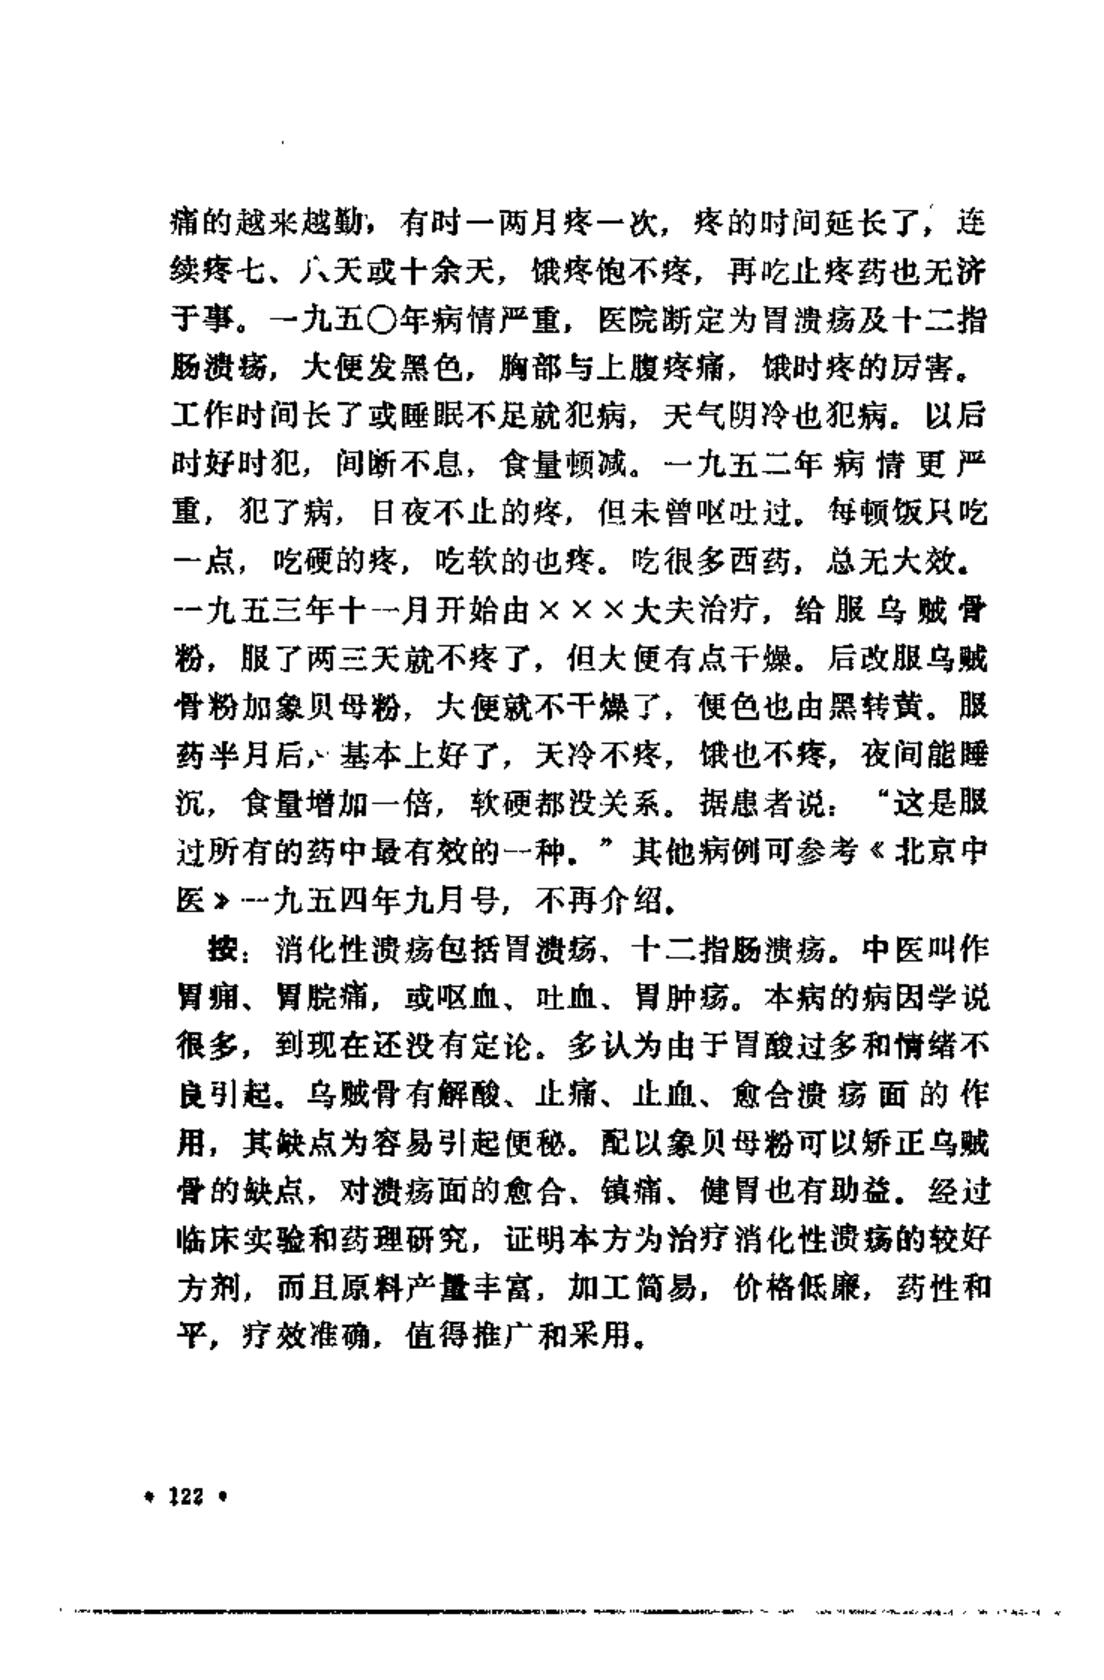 痛的越来越勤，有时一两月疼一次，疼的时间延长了，连
续疼七、八天或十余天，饿疼饱不疼，再吃止疼药也无济
于事。一九五〇年病情严重，医院断定为胃溃疡及十二指
肠溃疡，大便发黑色，胸部与上腹疼痛，饿时疼的厉害。
工作时间长了或睡眠不足就犯病，天气阴冷也犯病。以后
时好时犯，间断不息，食量顿减。一九五二年病情更严
重，犯了病，日夜不止的疼，但未曾呕吐过。每顿饭只吃
一点，吃硬的疼，吃软的也疼。吃很多西药，总无大效。
一九五三年十一月开始由×××大夫治疗，给服乌贼骨
粉，服了两三天就不疼了，但大便有点干燥。后改服乌贼
骨粉加象贝母粉，大便就不干燥了，便色也由黑转黄。服
药半月后，基本上好了，天冷不疼，饿也不疼，夜间能睡
沉，食量增加一倍，软硬都没关系。据患者说：“这是服
过所有的药中最有效的一种。”其他病例可参考《北京中
医》一九五四年九月号，不再介绍。
按：消化性溃疡包括胃溃疡、十二指肠溃疡。中医叫作
胃痈、胃脘痛，或呕血、吐血、胃肿疡。本病的病因学说
很多，到现在还没有定论。多认为由于胃酸过多和情绪不
良引起。乌贼骨有解酸、止痛、止血、愈合溃疡面的作
用，其缺点为容易引起便秘。配以象贝母粉可以矫正乌贼
骨的缺点，对溃疡面的愈合、镇痛、健胃也有助益。经过
临床实验和药理研究，证明本方为治疗消化性溃疡的较好
方剂，而且原料产量丰富，加工简易，价格低廉，药性和
平，疗效准确，值得推广和采用。
• 122 •